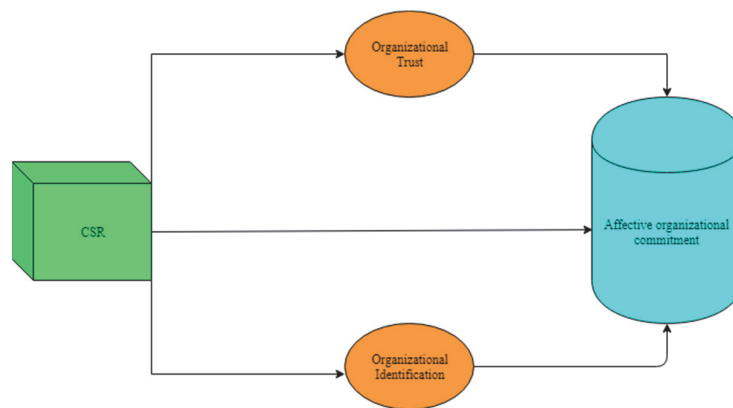 Organizational
Trust
CSR
Affective organizational
commitment
Organizational
Identification